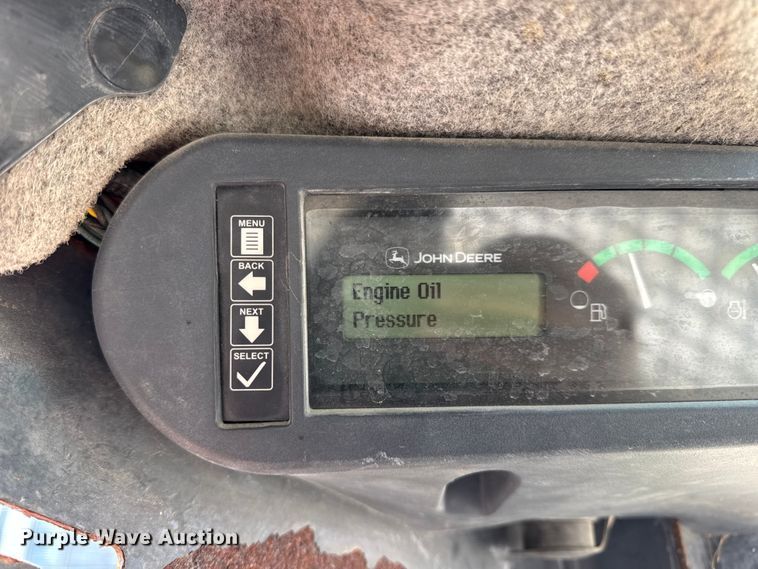 MENU
BACK
NEXT
SELECT
JOHN DEERE
Engine Oil
Pressure
Purple Wave Auction